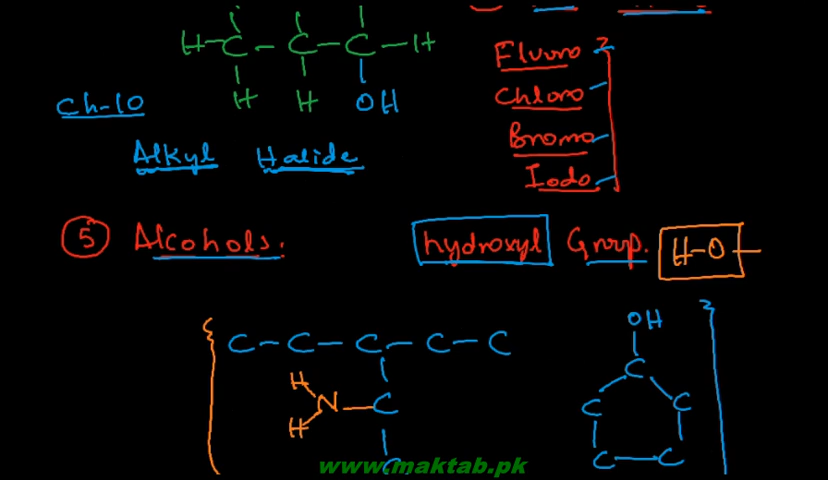 H-C-C-C-H
H H OH
Fluoro
Chloro
Bromo
Iodo
Ch-10
Alkyl Halide
5 Alcohols:
hydroxyl Group. H-O-
C-C-C-C-C
H
N-C
H
C
OH
C
C C
C-C
www.maktab.pk